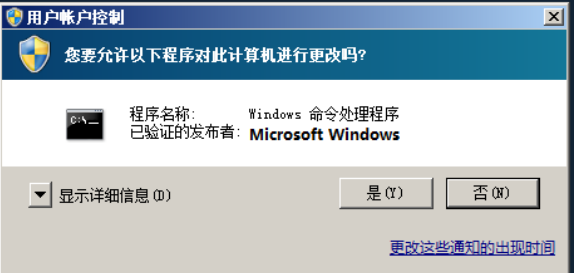 用户帐户控制
您要允许以下程序对此计算机进行更改吗?
C:\_
程序名称: Windows 命令处理程序
已验证的发布者: Microsoft Windows
显示详细信息(D)
是(Y)
否(N)
更改这些通知的出现时间